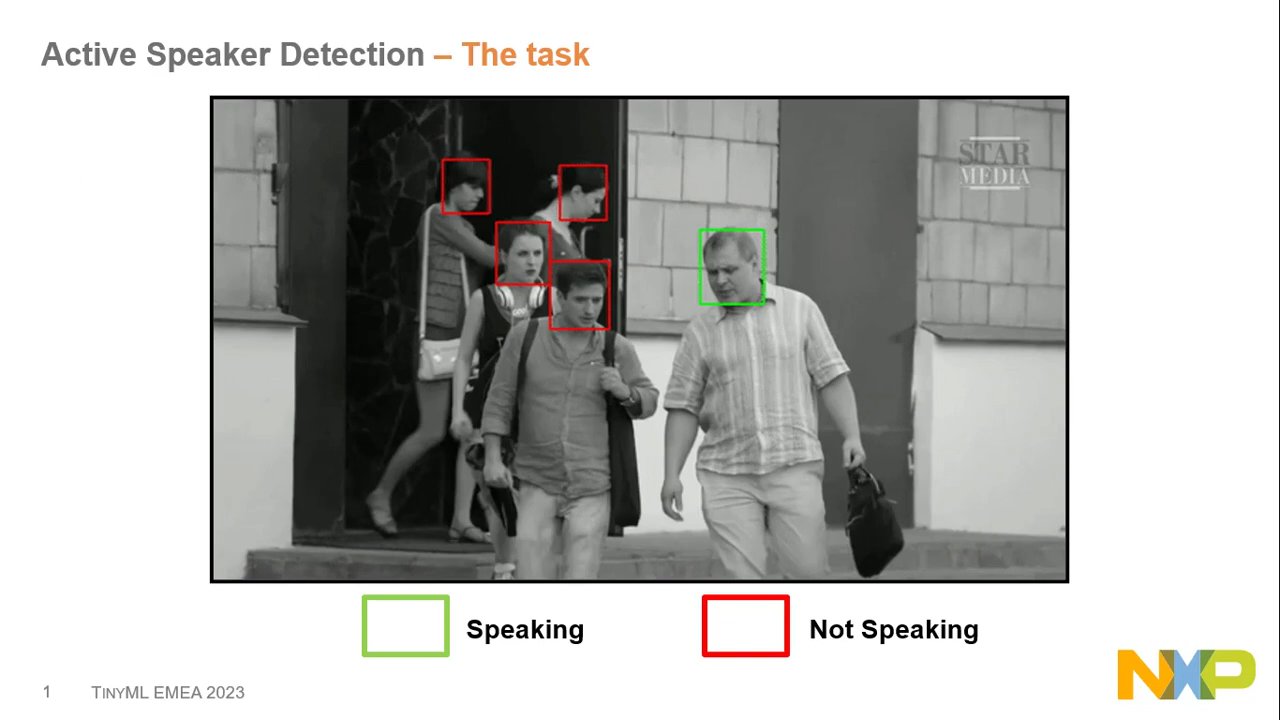 Active Speaker Detection – The task
STAR
MEDIA
Speaking
Not Speaking
1
TINYML EMEA 2023
NXP